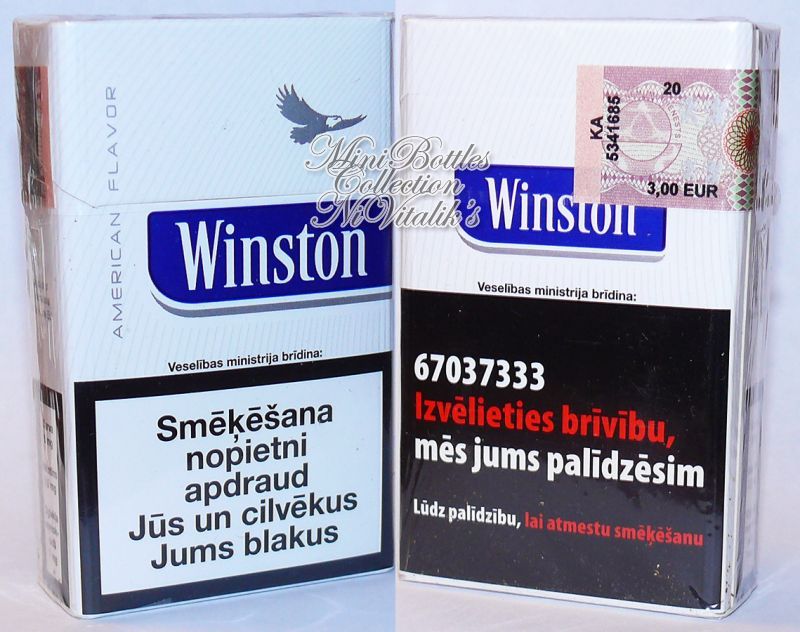 AMERICAN FLAVOR
Winston
Veselības ministrija brīdina:
Smēķēšana
nopietni
apdraud
Jūs un cilvēkus
Jums blakus
Mini Bottles
Collection
NiVitalik's
20
KA
5341685
3,00 EUR
Winston
Veselības ministrija brīdina:
67037333
Izvēlieties brīvību,
mēs jums palīdzēsim
Lūdz palīdzību, lai atmestu smēķēšanu